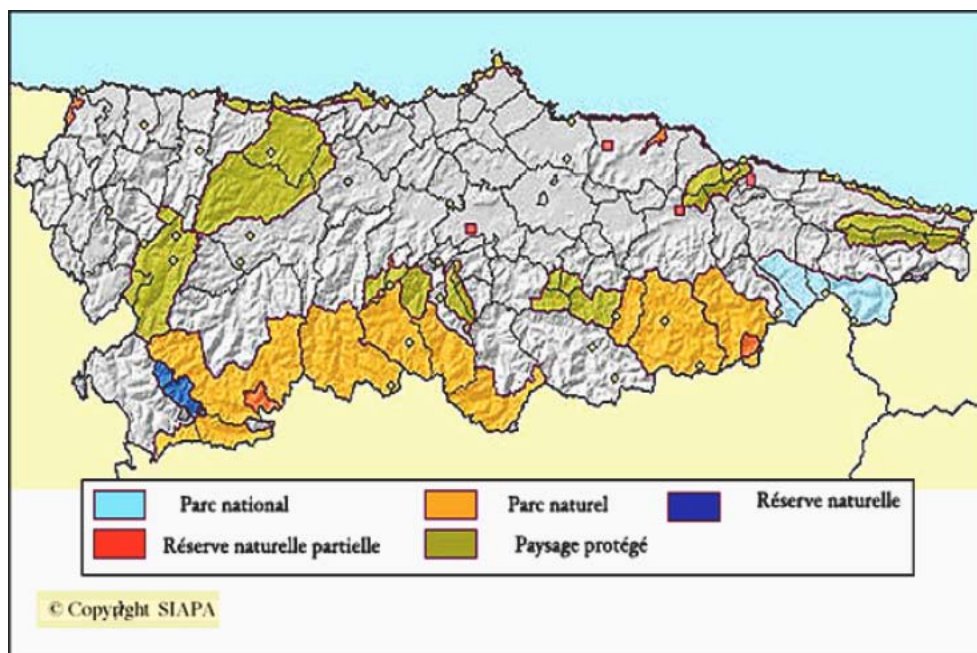 Parc national
Parc naturel
Réserve naturelle
Réserve naturelle partielle
Paysage protégé
© Copyright SIAPA